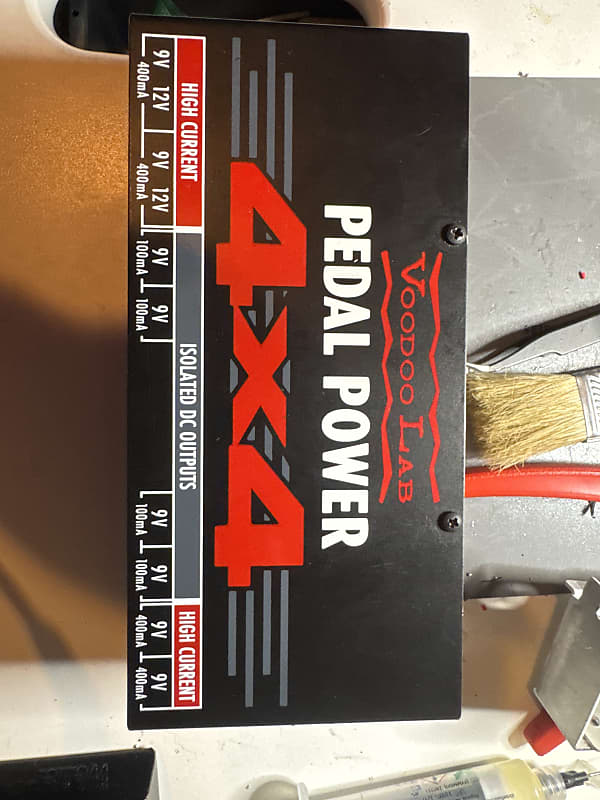 VOODOO LAB
PEDAL POWER
4x4
HIGH CURRENT ISOLATED DC OUTPUTS HIGH CURRENT
9V 12V 9V 12V 9V 9V 9V 9V 9V 9V
400mA 400mA 100mA 100mA 100mA 100mA 400mA 400mA